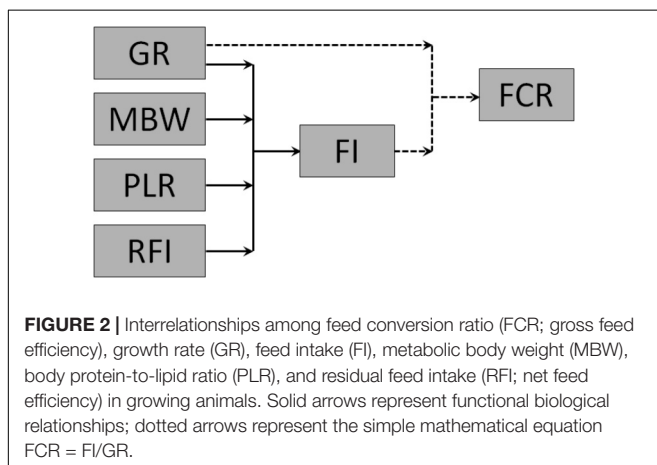 GR
MBW
PLR
RFI
FI
FCR
FIGURE 2 | Interrelationships among feed conversion ratio (FCR; gross feed
efficiency), growth rate (GR), feed intake (FI), metabolic body weight (MBW),
body protein-to-lipid ratio (PLR), and residual feed intake (RFI; net feed
efficiency) in growing animals. Solid arrows represent functional biological
relationships; dotted arrows represent the simple mathematical equation
FCR = FI/GR.